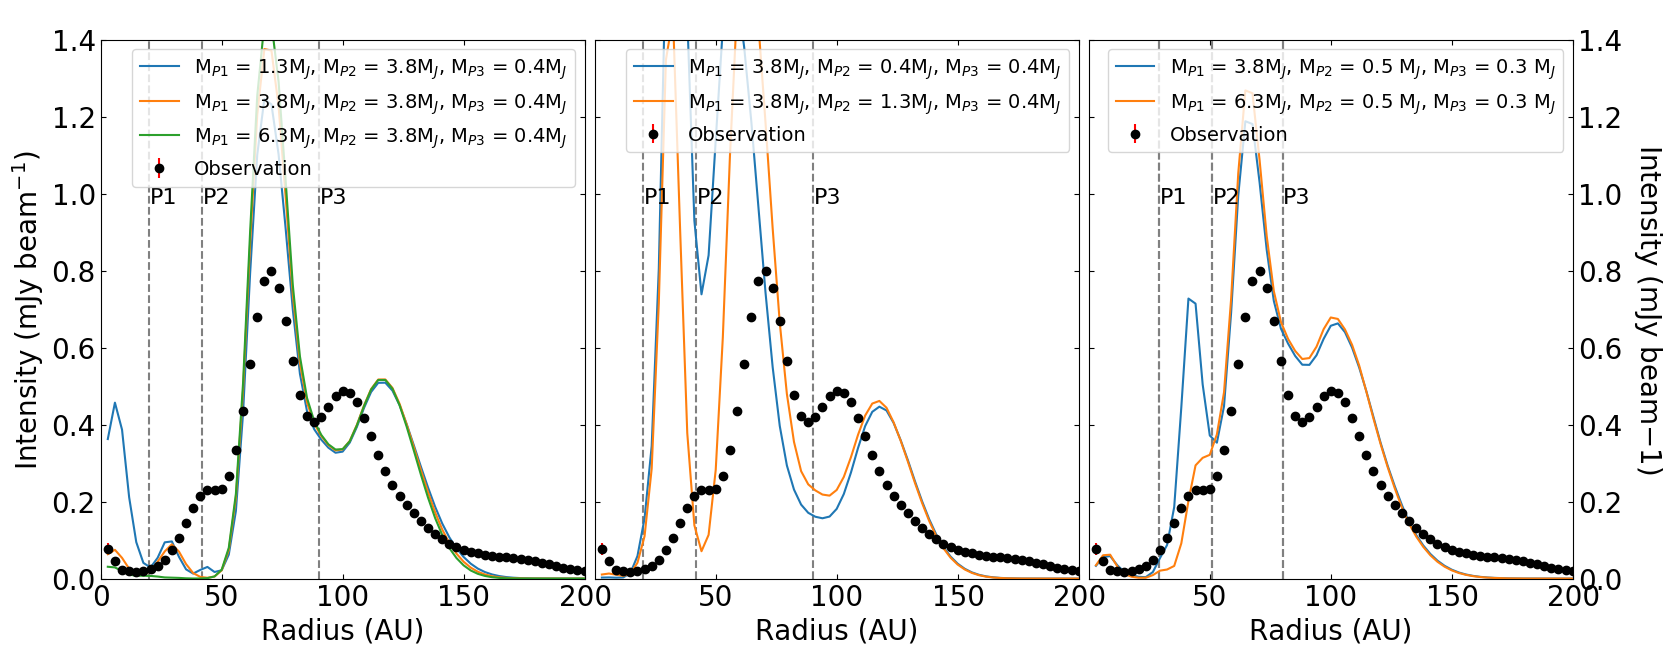 Intensity (mJy beam⁻¹)
1.4
1.2
1.0
0.8
0.6
0.4
0.2
0.0
M_P1 = 1.3M_J, M_P2 = 3.8M_J, M_P3 = 0.4M_J
M_P1 = 3.8M_J, M_P2 = 3.8M_J, M_P3 = 0.4M_J
M_P1 = 6.3M_J, M_P2 = 3.8M_J, M_P3 = 0.4M_J
Observation
P1 P2 P3
0 50 100 150 200
Radius (AU)
M_P1 = 3.8M_J, M_P2 = 0.4M_J, M_P3 = 0.4M_J
M_P1 = 3.8M_J, M_P2 = 1.3M_J, M_P3 = 0.4M_J
Observation
P1 P2 P3
50 100 150 200
Radius (AU)
M_P1 = 3.8M_J, M_P2 = 0.5 M_J, M_P3 = 0.3 M_J
M_P1 = 6.3M_J, M_P2 = 0.5 M_J, M_P3 = 0.3 M_J
Observation
P1 P2 P3
50 100 150 200
Radius (AU)
1.4
1.2
1.0
0.8
0.6
0.4
0.2
0.0
Intensity (mJy beam−1)